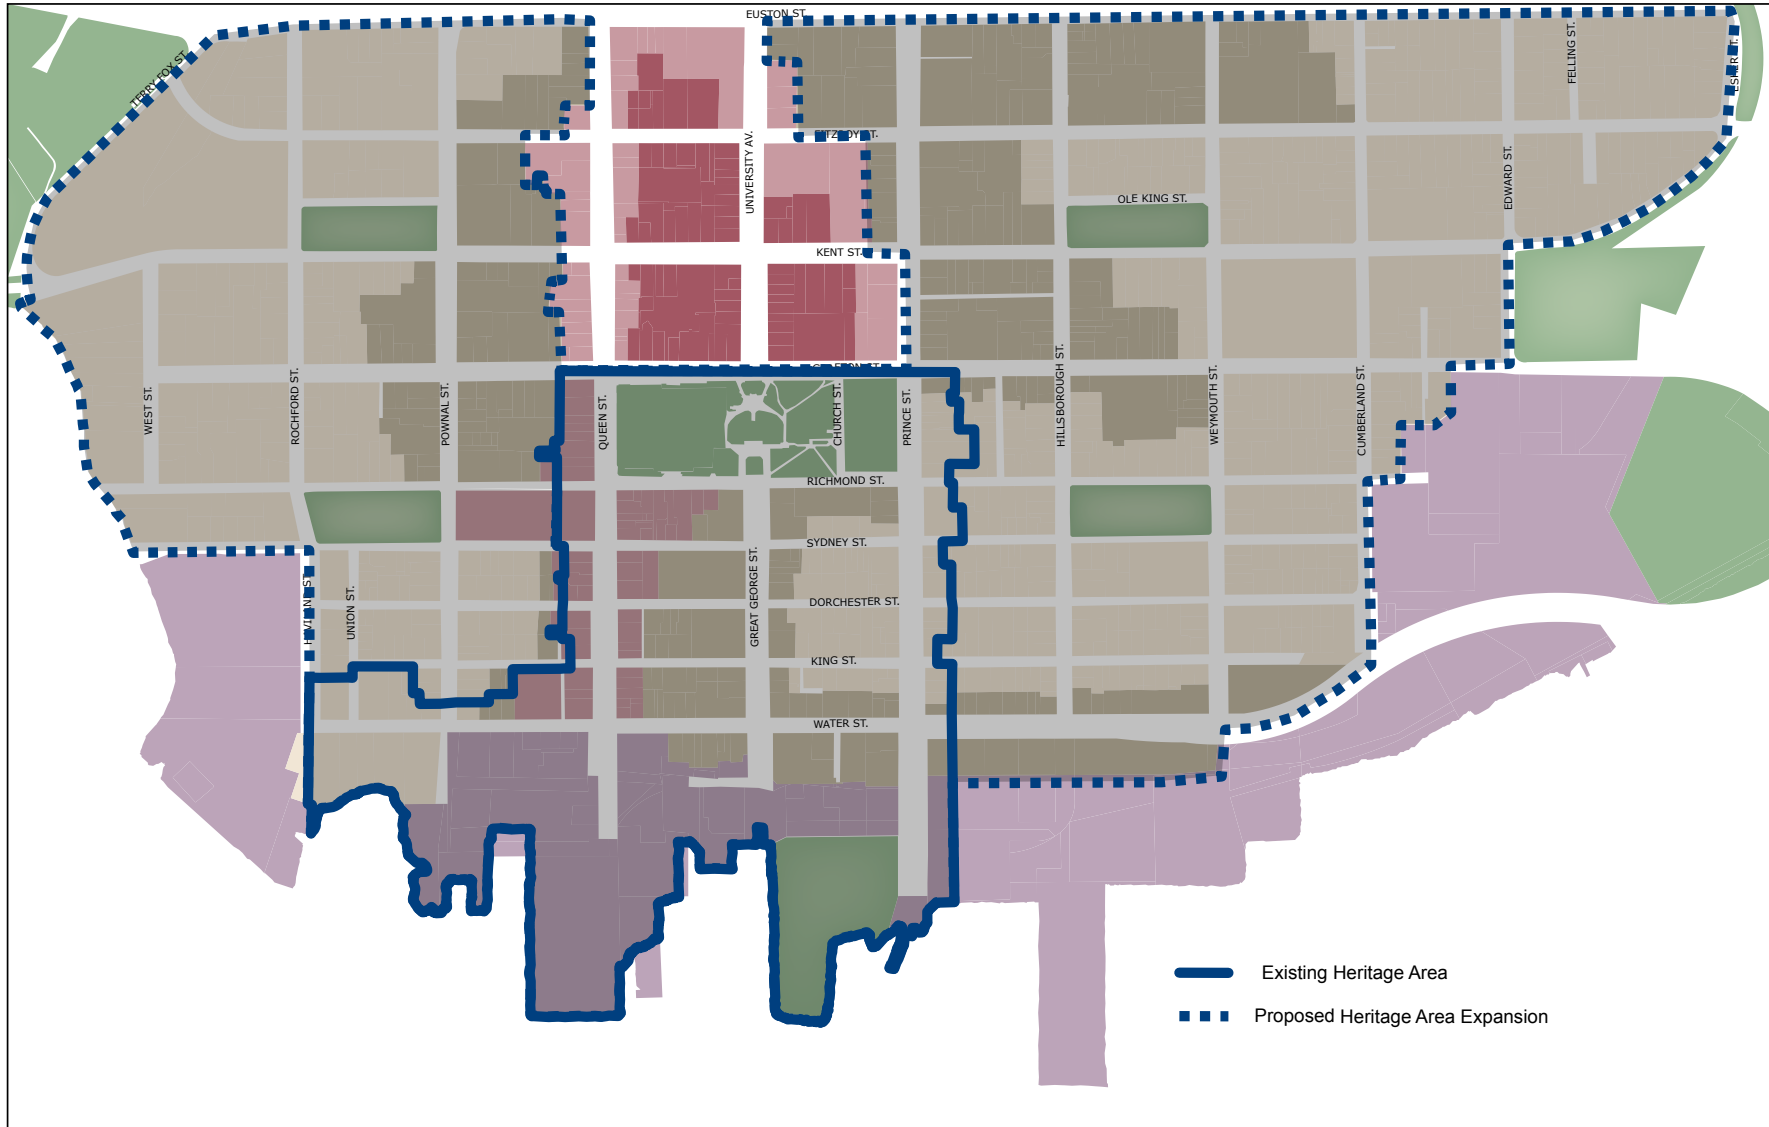 EUSTON ST.
TERRY FOX ST.
FELLING ST.
UNIVERSITY AV.
EDWARD ST.
OLE KING ST.
KENT ST.
WEST ST.
ROCHFORD ST.
POWNAL ST.
QUEEN ST.
CHURCH ST.
PRINCE ST.
HILLSBOROUGH ST.
WEYMOUTH ST.
CUMBERLAND ST.
RICHMOND ST.
SYDNEY ST.
GREAT GEORGE ST.
UNION ST.
DORCHESTER ST.
KING ST.
WATER ST.
Existing Heritage Area
Proposed Heritage Area Expansion